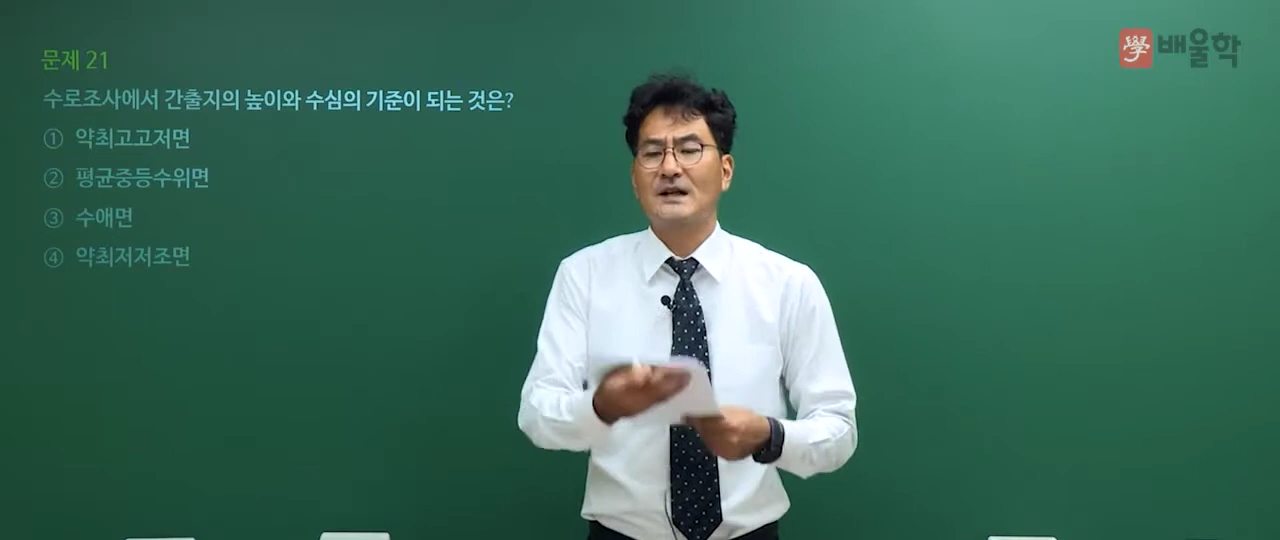 學 배울학
문제 21
수로조사에서 간출지의 높이와 수심의 기준이 되는 것은?
① 약최고고저면
② 평균중등수위면
③ 수애면
④ 약최저저조면